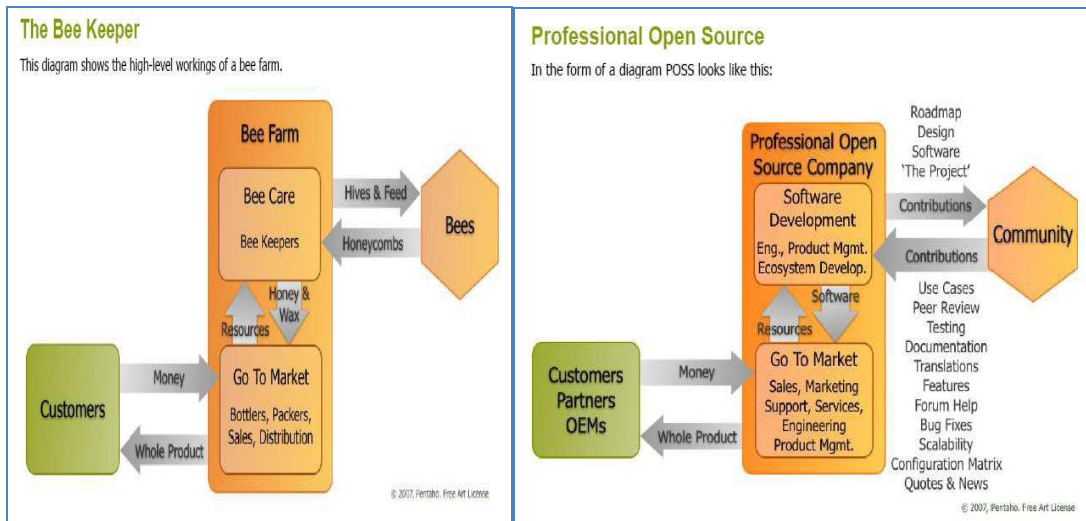 The Bee Keeper
This diagram shows the high-level workings of a bee farm.
Bee Farm
Bee Care
Bee Keepers
Hives & Feed
Honeycombs
Bees
Honey &
Wax
Resources
Customers
Money
Whole Product
Go To Market
Bottlers, Packers,
Sales, Distribution
© 2007, Pentaho. Free Art License
Professional Open Source
In the form of a diagram POSS looks like this:
Professional Open
Source Company
Software
Development
Eng., Product Mgmt.
Ecosystem Develop.
Roadmap
Design
Software
'The Project'
Contributions
Contributions
Community
Use Cases
Peer Review
Testing
Documentation
Translations
Features
Forum Help
Bug Fixes
Scalability
Configuration Matrix
Quotes & News
Software
Resources
Customers
Partners
OEMs
Money
Whole Product
Go To Market
Sales, Marketing
Support, Services,
Engineering
Product Mgmt.
© 2007, Pentaho. Free Art License